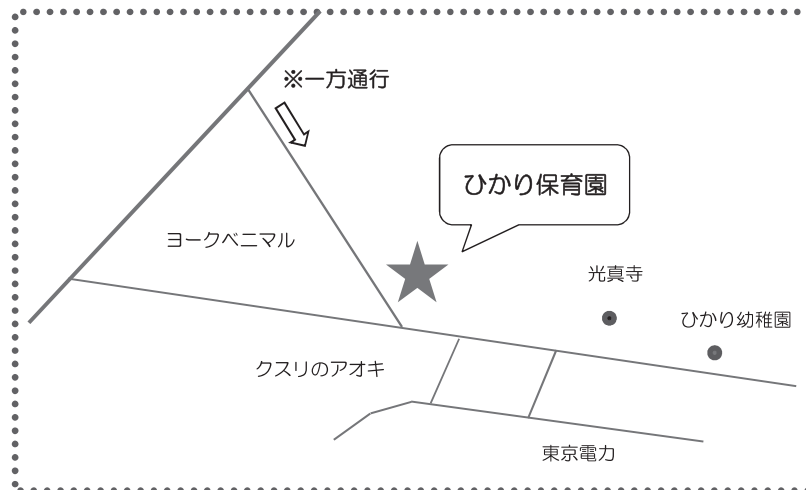 ※一方通行
ひかり保育園
ヨークベニマル
光真寺
ひかり幼稚園
クスリのアオキ
東京電力